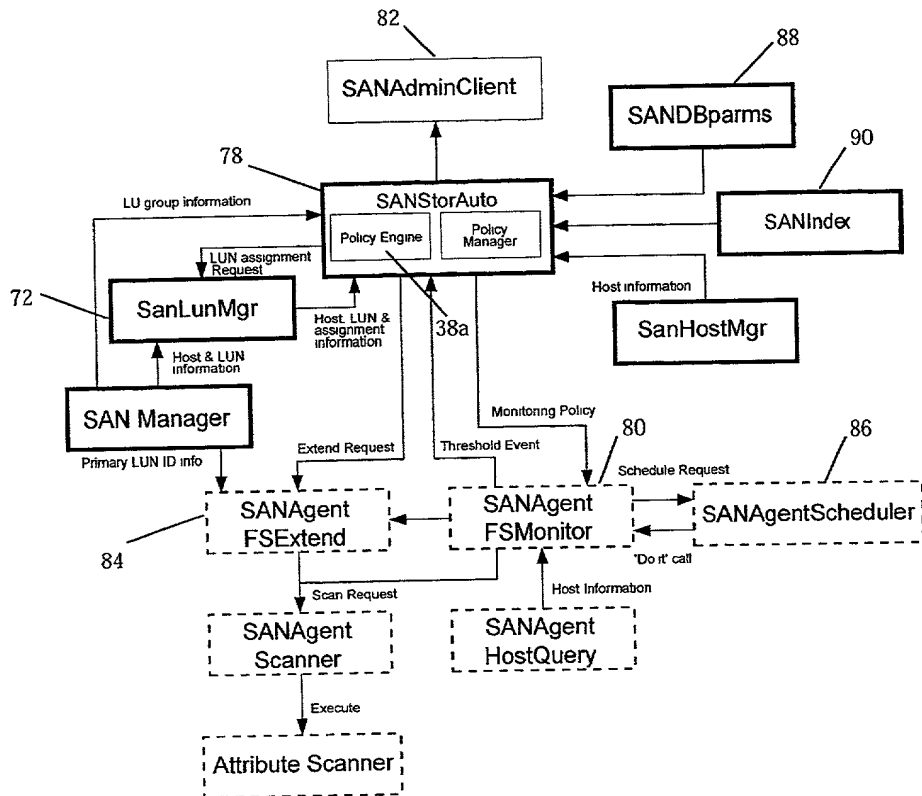 82
88
SANAdminClient
SANDBparms
90
78
LU group information
SANStorAuto
SANIndex
Policy Engine
Policy
Manager
LUN assignment
Request
Host information
72
SanLunMgr
Host, LUN &
assignment
information
38a
SanHostMgr
Host & LUN
information
SAN Manager
Monitoring Policy
80
86
Primary LUN ID info
Extend Request
Threshold Event
Schedule Request
SANAgent
FSExtend
SANAgent
FSMonitor
SANAgentScheduler
84
"Do it" call
Scan Request
Host Information
SANAgent
Scanner
SANAgent
HostQuery
Execute
Attribute Scanner